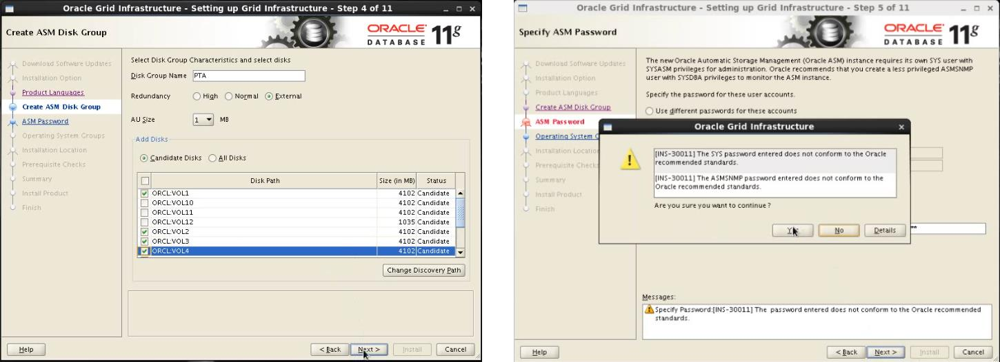 Oracle Grid Infrastructure - Setting up Grid Infrastructure - Step 4 of 11
Create ASM Disk Group
ORACLE
DATABASE
11g
Download Software Updates
Installation Option
Product Languages
Create ASM Disk Group
ASM Password
Operating System Groups
Installation Location
Prerequisite Checks
Summary
Install Product
Finish
Select Disk Group Characteristics and select disks
Disk Group Name PTA
Redundancy High Normal External
AU Size 1 MB
Add Disks
Candidate Disks All Disks
Disk Path Size (in MB) Status
ORCL:VOL1 4102 Candidate
ORCL:VOL10 4102 Candidate
ORCL:VOL11 4102 Candidate
ORCL:VOL12 1035 Candidate
ORCL:VOL2 4102 Candidate
ORCL:VOL3 4102 Candidate
ORCL:VOL4 4102 Candidate
Change Discovery Path
Help < Back Next > Install Cancel
Oracle Grid Infrastructure - Setting up Grid Infrastructure - Step 5 of 11
Specify ASM Password
ORACLE
DATABASE
11g
Download Software Updates
Installation Option
Product Languages
Create ASM Disk Group
ASM Password
Operating System
Installation
Prerequisite
Summary
Install Product
Finish
The new Oracle Automatic Storage Management (Oracle ASM) instance requires its own SYS user with
SYSASM privileges for administration. Oracle recommends that you create a less privileged ASMSNMP
user with SYSDBA privileges to monitor the ASM instance.
Specify the password for these user accounts.
Use different passwords for these accounts
Oracle Grid Infrastructure
[INS-30011] The SYS password entered does not conform to the Oracle
recommended standards.
[INS-30011] The ASMSNMP password entered does not conform to the
Oracle recommended standards.
Are you sure you want to continue?
Yes No Details
**
Messages:
Specify Password:[INS-30011] The password entered does not conform to the Oracle recommended
standards.
Help < Back Next > Install Cancel